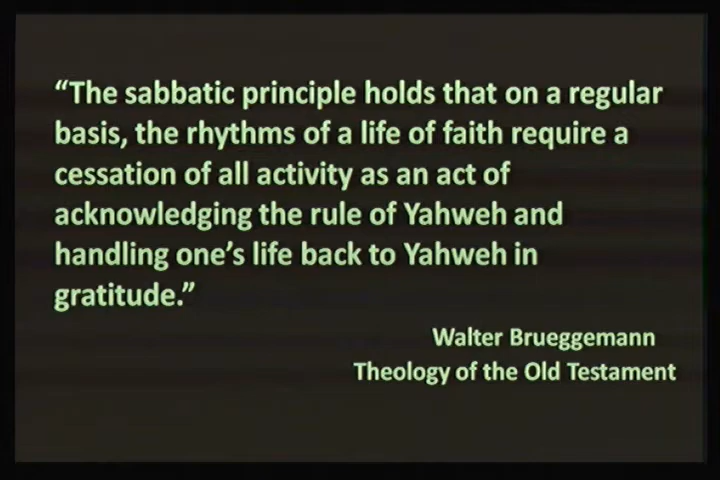 “The sabbatic principle holds that on a regular
basis, the rhythms of a life of faith require a
cessation of all activity as an act of
acknowledging the rule of Yahweh and
handling one’s life back to Yahweh in
gratitude.”
Walter Brueggemann
Theology of the Old Testament